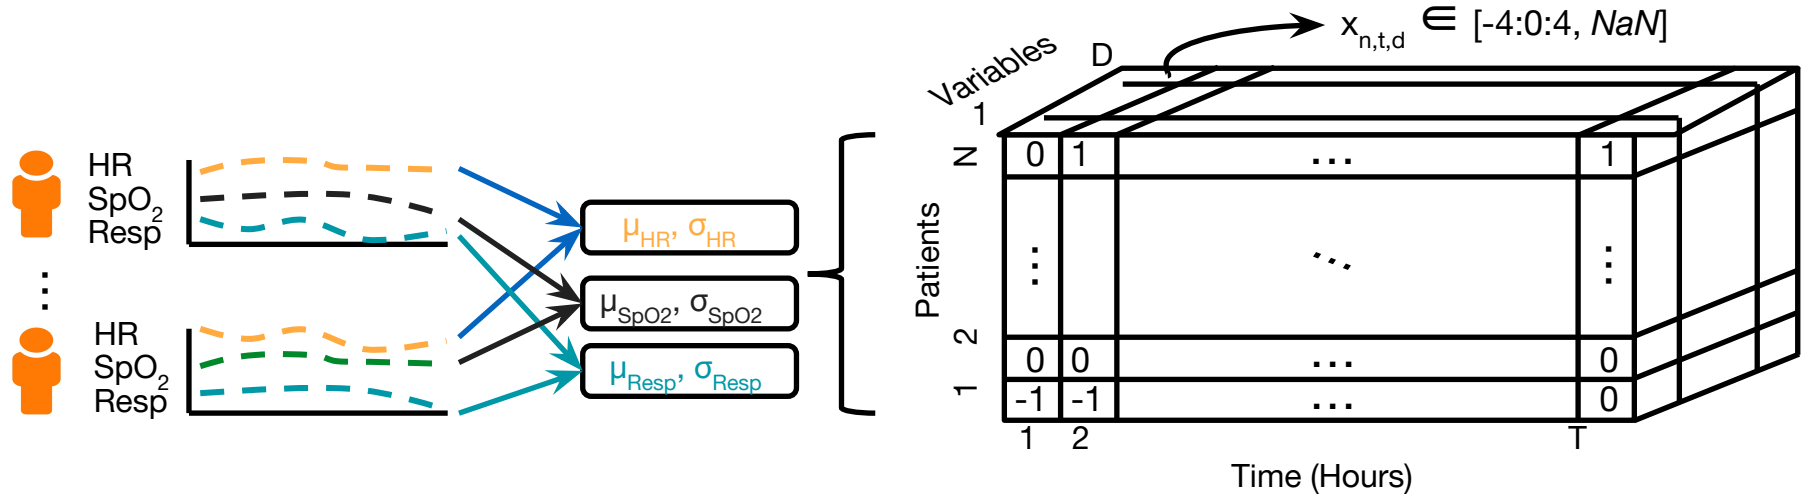 HR
SpO2
Resp
⋮
HR
SpO2
Resp
μHR, σHR
μSpO2, σSpO2
μResp, σResp
xn,t,d ∈ [-4:0:4, NaN]
Variables
D
1
Patients
N
2
1
0 1 ... 1
⋮ ⋱ ⋮
0 0 ... 0
-1 -1 ... 0
1 2 T
Time (Hours)